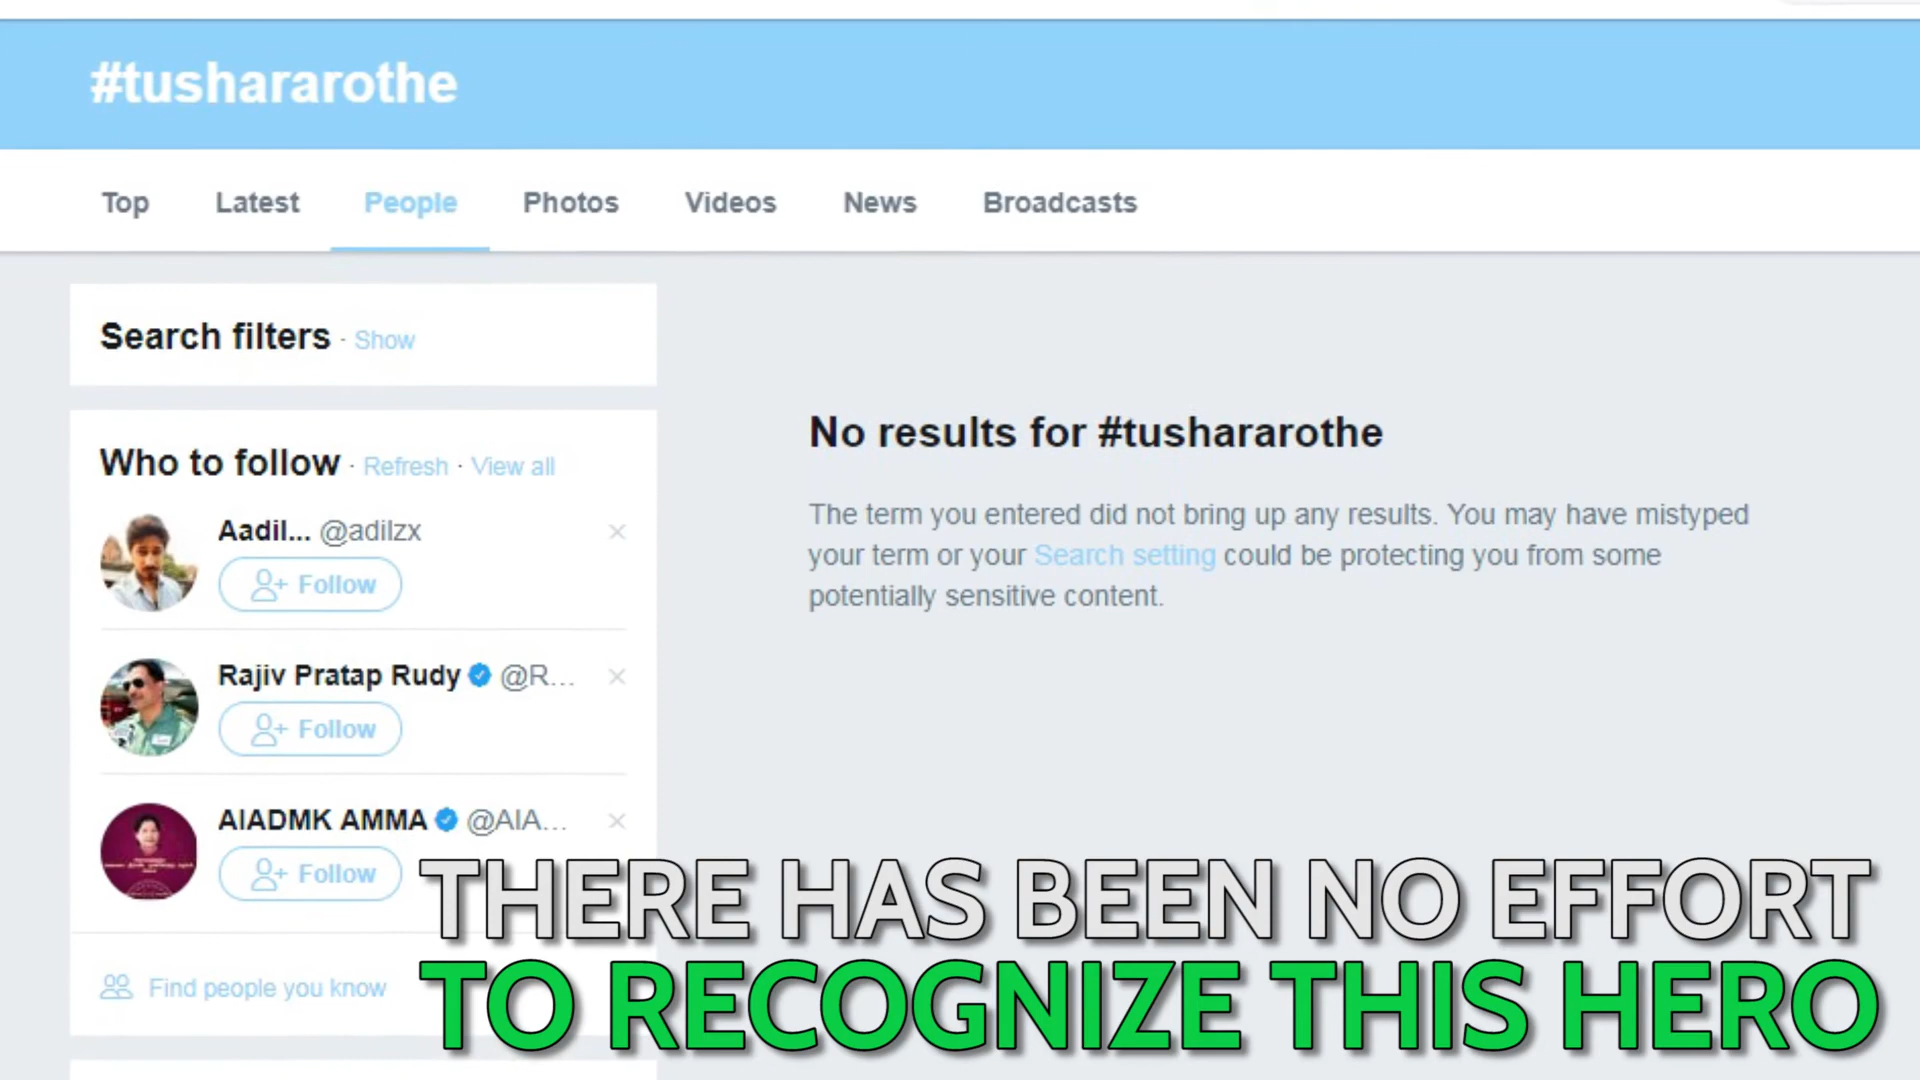 #tushararothe
Top Latest People Photos Videos News Broadcasts
Search filters · Show
Who to follow · Refresh · View all
Aadil... @adilzx
Follow
Rajiv Pratap Rudy @R...
Follow
AIADMK AMMA @AIA...
Follow
Find people you know
No results for #tushararothe
The term you entered did not bring up any results. You may have mistyped
your term or your Search setting could be protecting you from some
potentially sensitive content.
THERE HAS BEEN NO EFFORT
TO RECOGNIZE THIS HERO